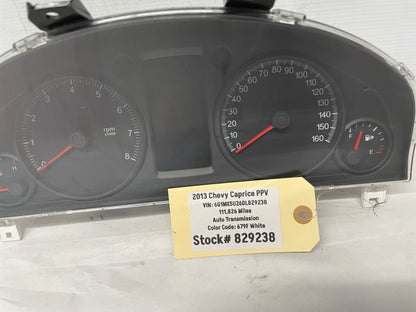 4
5
3
6
2
7
1
8
0
rpm
x1000
80
70
90
60
100
50
110
40
120
30
130
20
140
10
150
0
160
H
F
E
2013 Chevy Caprice PPV
VIN: 6G1MK5U26DL829238
111,826 Miles
Auto Transmission
Color Code: 679F White
Stock# 829238